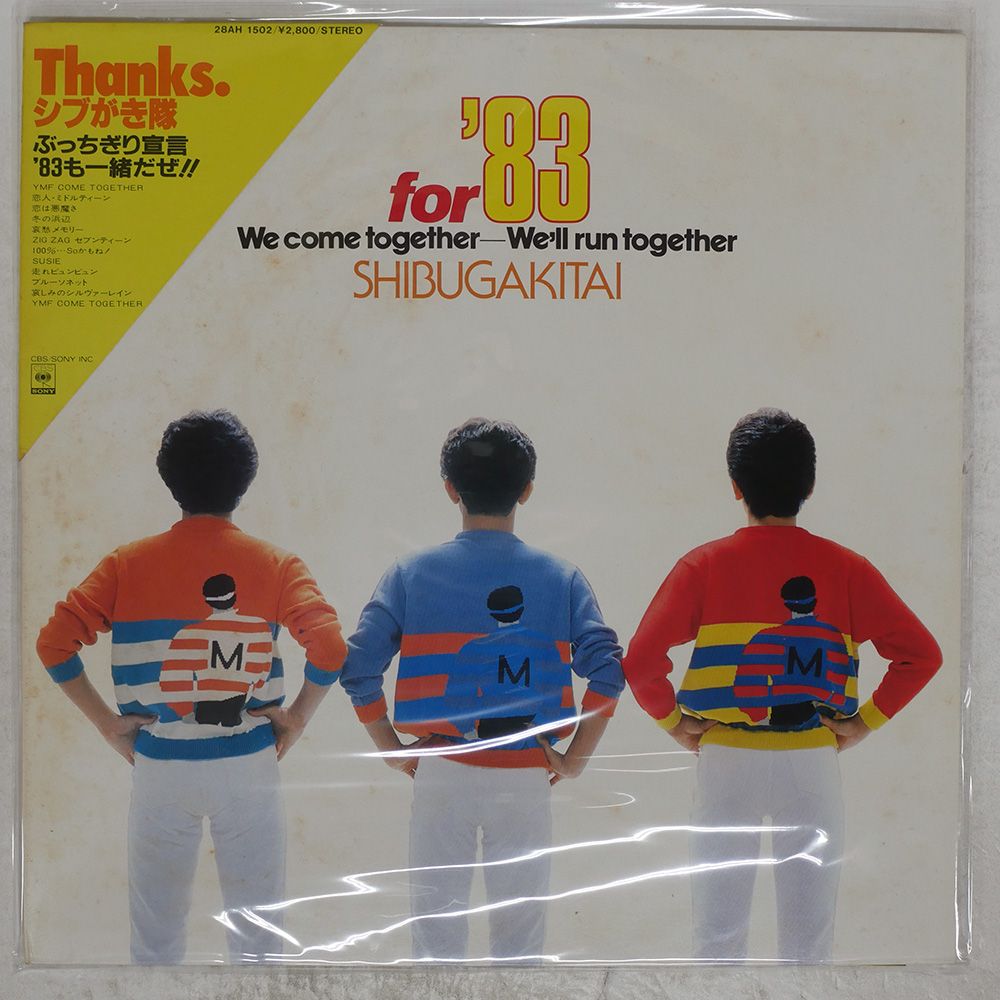 28AH 1502/¥2,800/STEREO
Thanks.
シブがき隊
ぶっちぎり宣言
'83も一緒だぜ!!
YMF COME TOGETHER
恋人・ミドルティーン
恋は悪魔さ
冬の浜辺
哀愁メモリー
ZIG ZAG セブンティーン
100%…Soかもね!
SUSIE
走れピュンピュン
ブルーソネット
哀しみのシルヴァーレイン
YMF COME TOGETHER
CBS/SONY INC
CBS
SONY
for '83
We come together—We'll run together
SHIBUGAKITAI
M M M